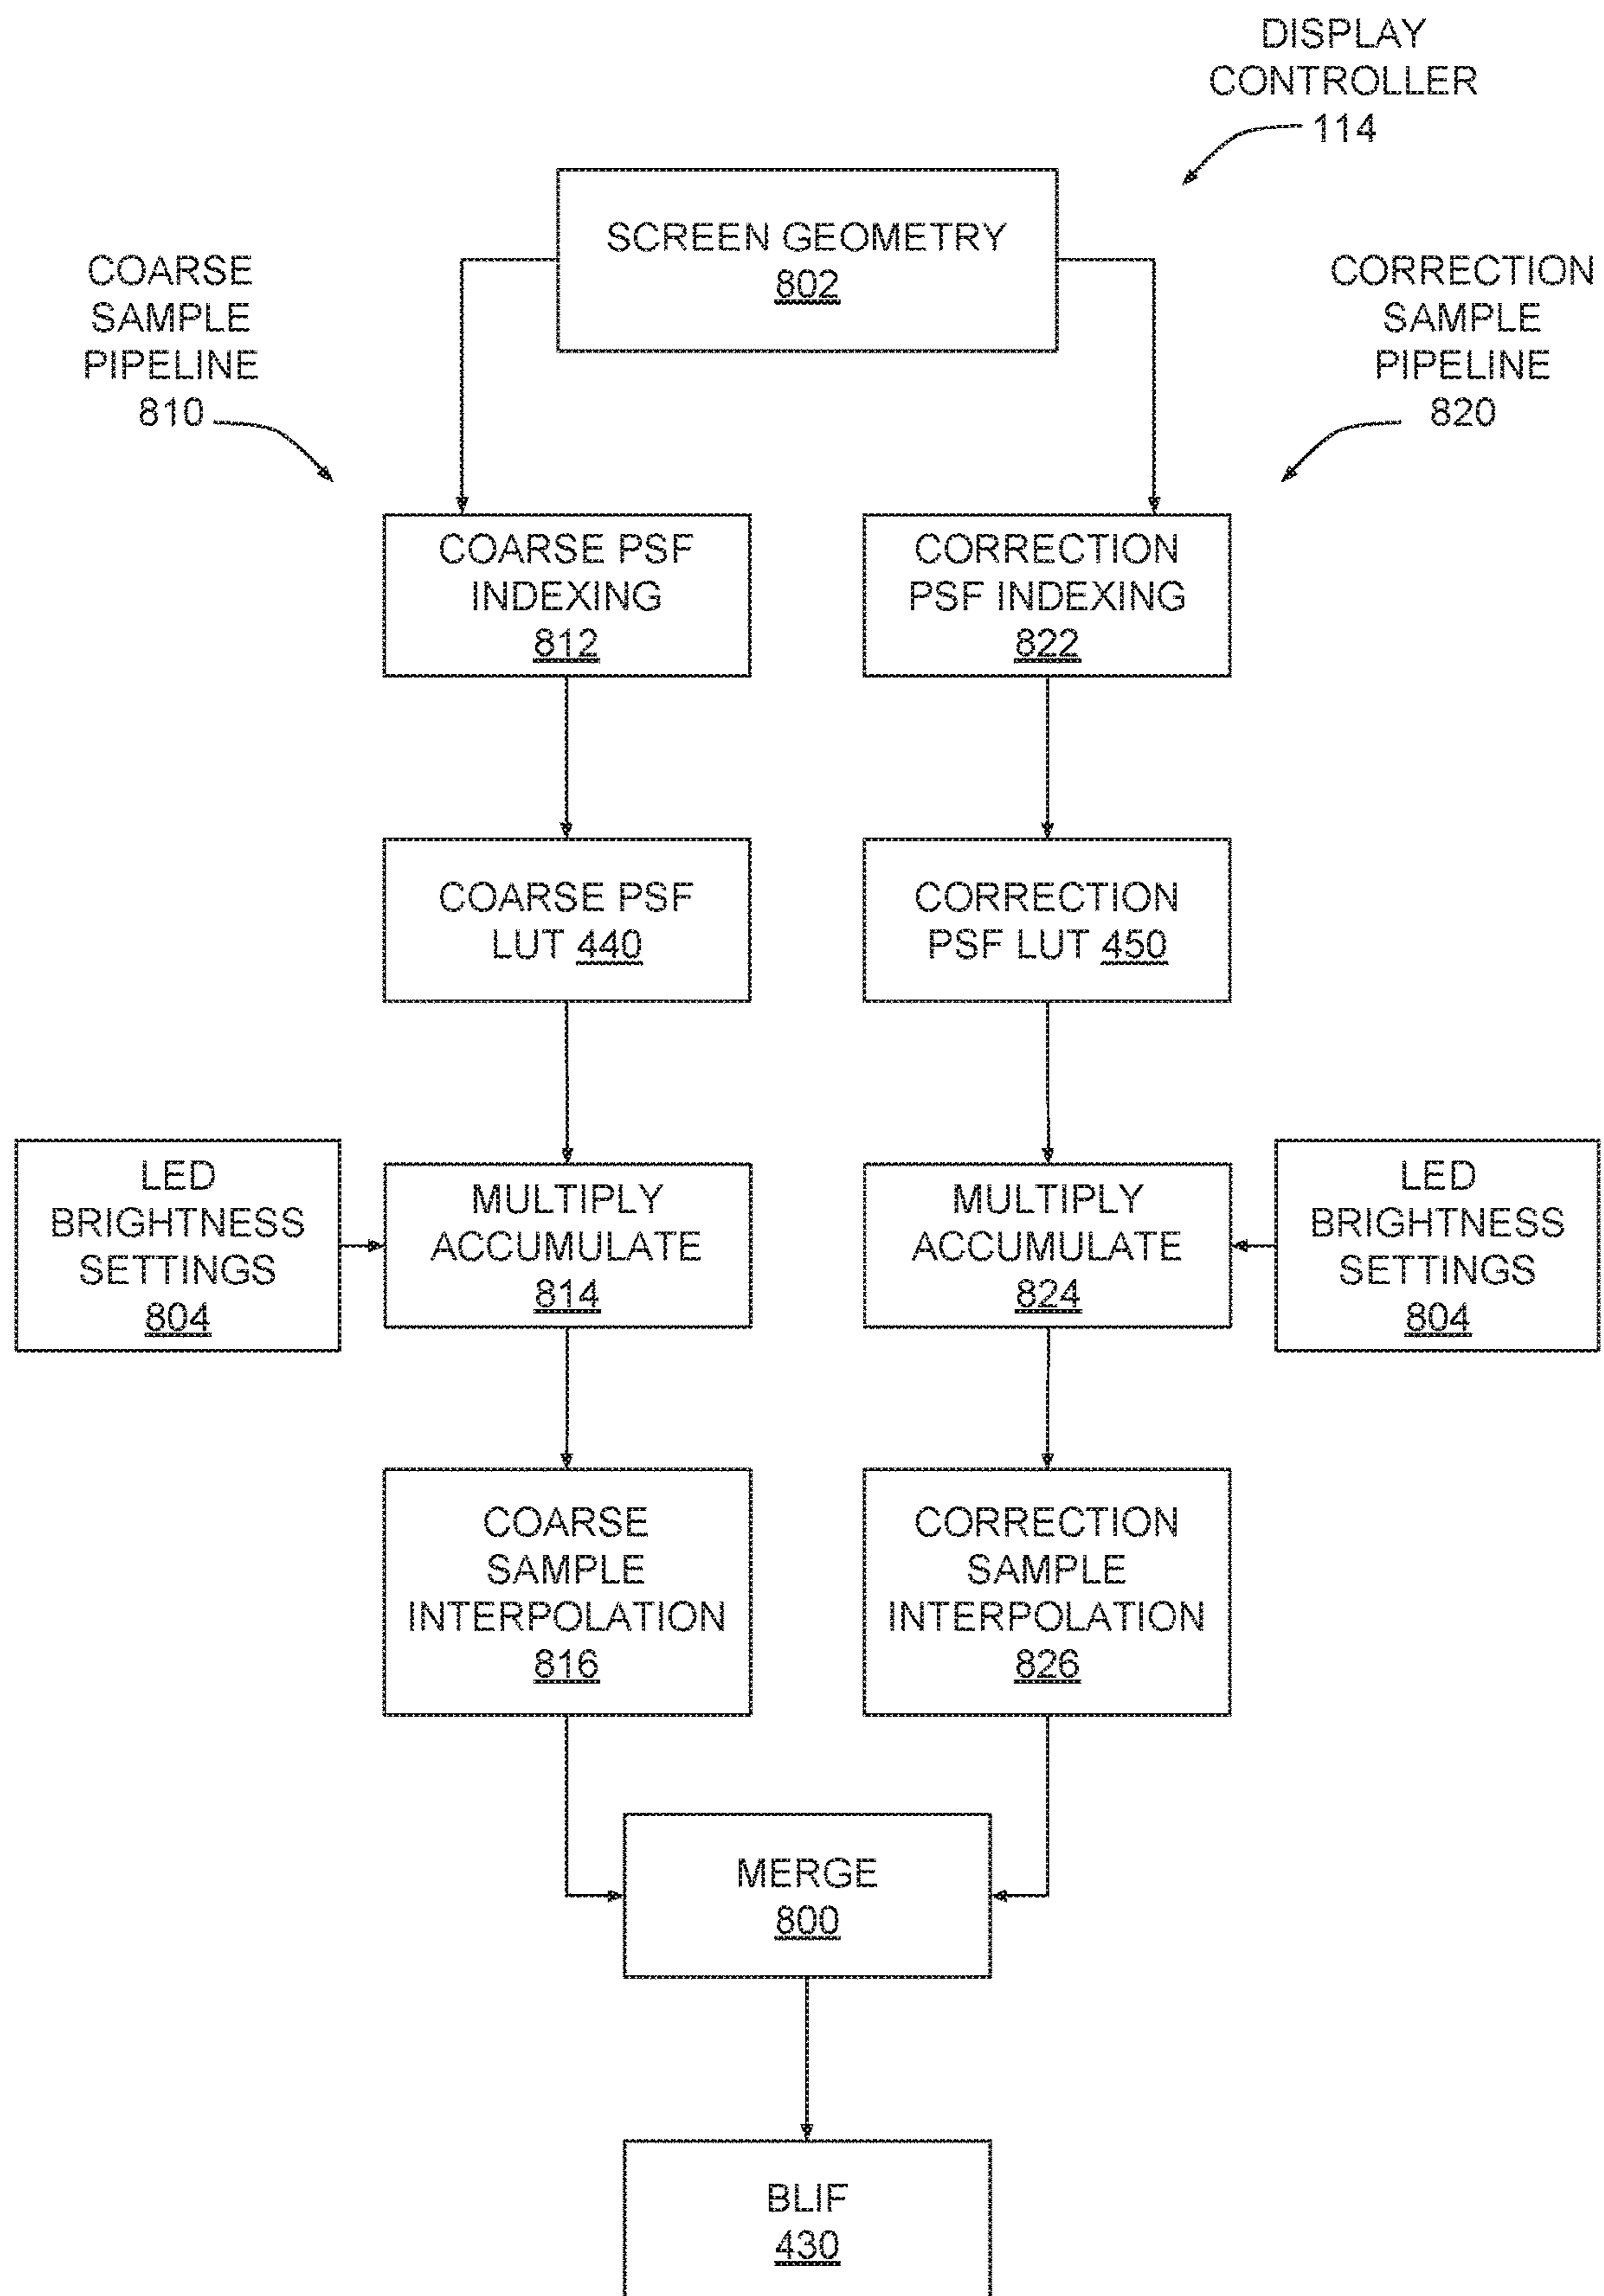 DISPLAY
CONTROLLER
114
SCREEN GEOMETRY
802
COARSE
SAMPLE
PIPELINE
810
CORRECTION
SAMPLE
PIPELINE
820
COARSE PSF
INDEXING
812
CORRECTION
PSF INDEXING
822
COARSE PSF
LUT 440
CORRECTION
PSF LUT 450
LED
BRIGHTNESS
SETTINGS
804
MULTIPLY
ACCUMULATE
814
MULTIPLY
ACCUMULATE
824
LED
BRIGHTNESS
SETTINGS
804
COARSE
SAMPLE
INTERPOLATION
816
CORRECTION
SAMPLE
INTERPOLATION
826
MERGE
800
BLIF
430